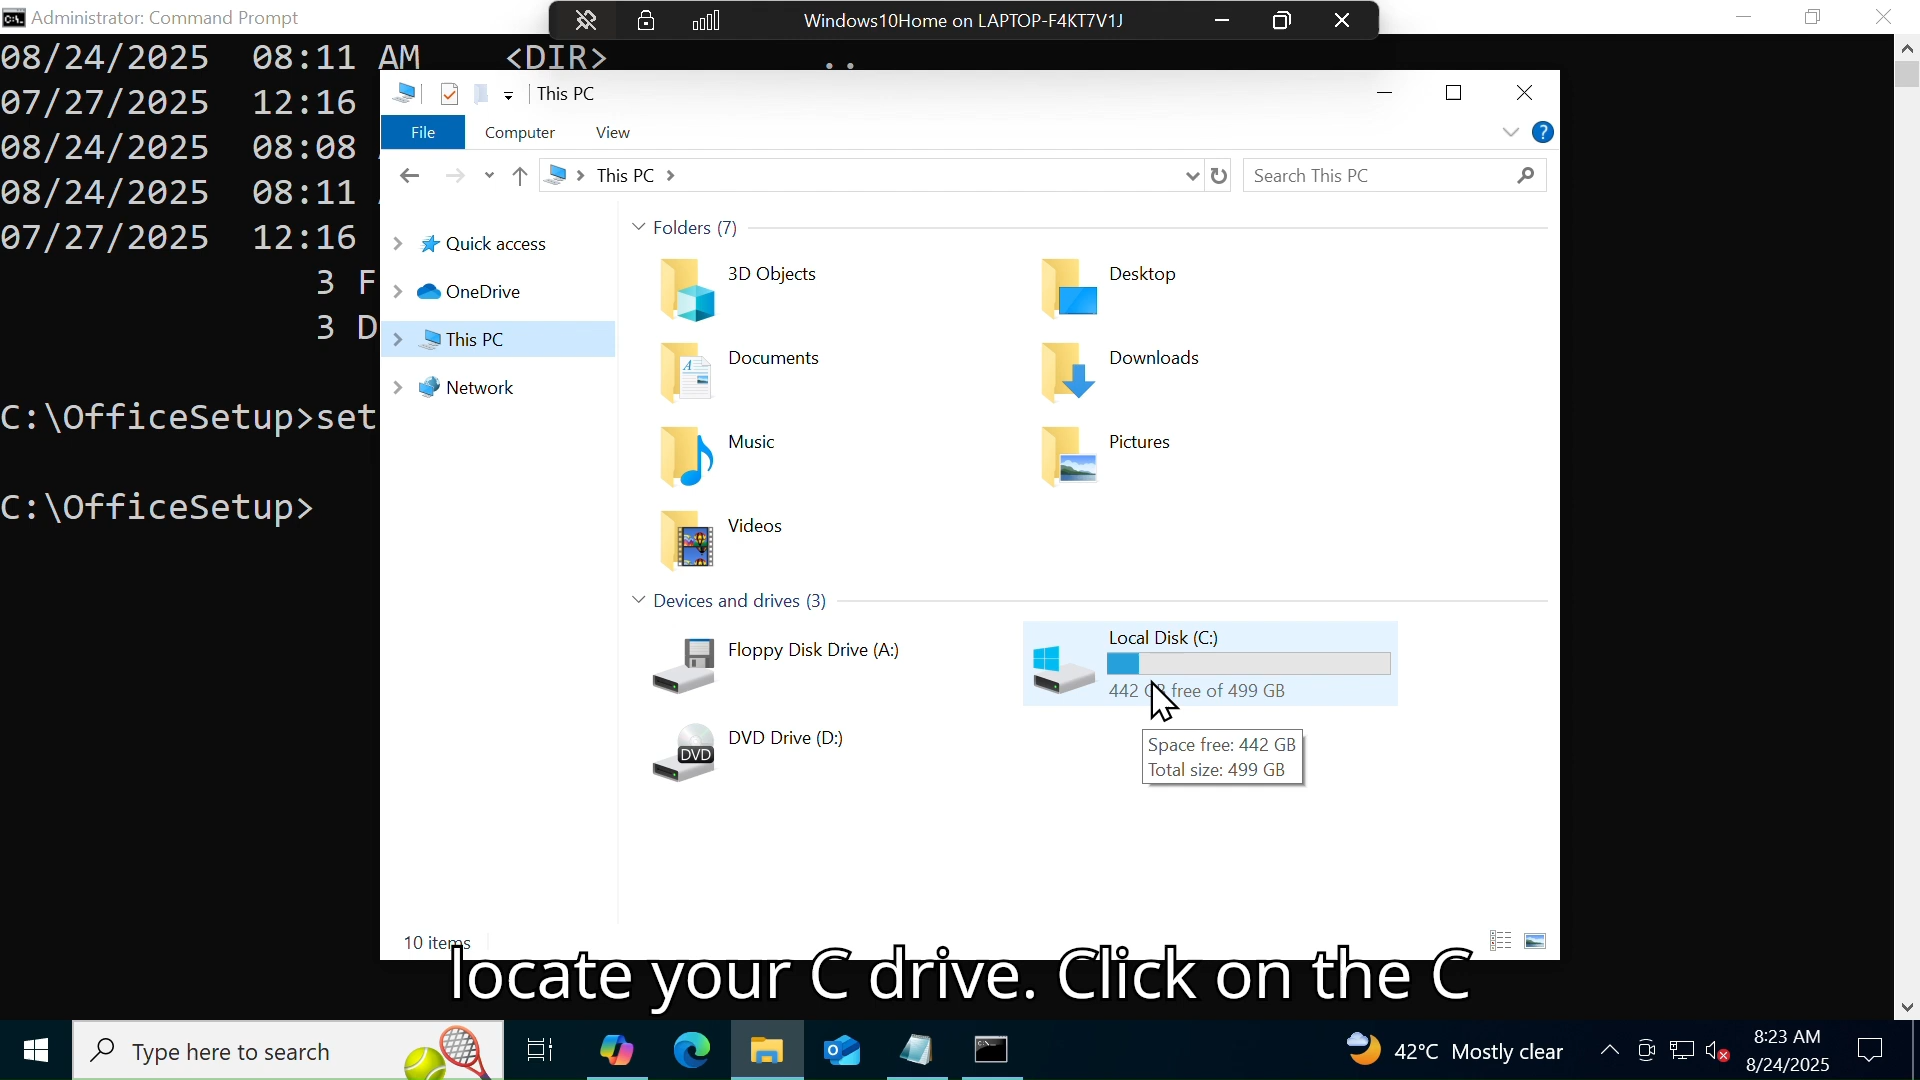 Administrator: Command Prompt
Windows10Home on LAPTOP-F4KT7V1J
08/24/2025 08:11 AM <DIR> ..
07/27/2025 12:16
08/24/2025 08:08
08/24/2025 08:11
07/27/2025 12:16
3 F
3 D
C:\OfficeSetup>set
C:\OfficeSetup>
This PC
File Computer View
This PC
Search This PC
Quick access
OneDrive
This PC
Network
Folders (7)
3D Objects
Desktop
Documents
Downloads
Music
Pictures
Videos
Devices and drives (3)
Floppy Disk Drive (A:)
Local Disk (C:)
442 GB free of 499 GB
DVD Drive (D:)
DVD
Space free: 442 GB
Total size: 499 GB
10 items
locate your C drive. Click on the C
Type here to search
42°C Mostly clear
8:23 AM
8/24/2025